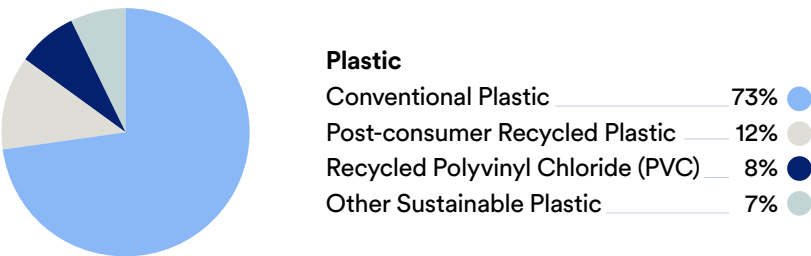 Plastic
Conventional Plastic 73%
Post-consumer Recycled Plastic 12%
Recycled Polyvinyl Chloride (PVC) 8%
Other Sustainable Plastic 7%